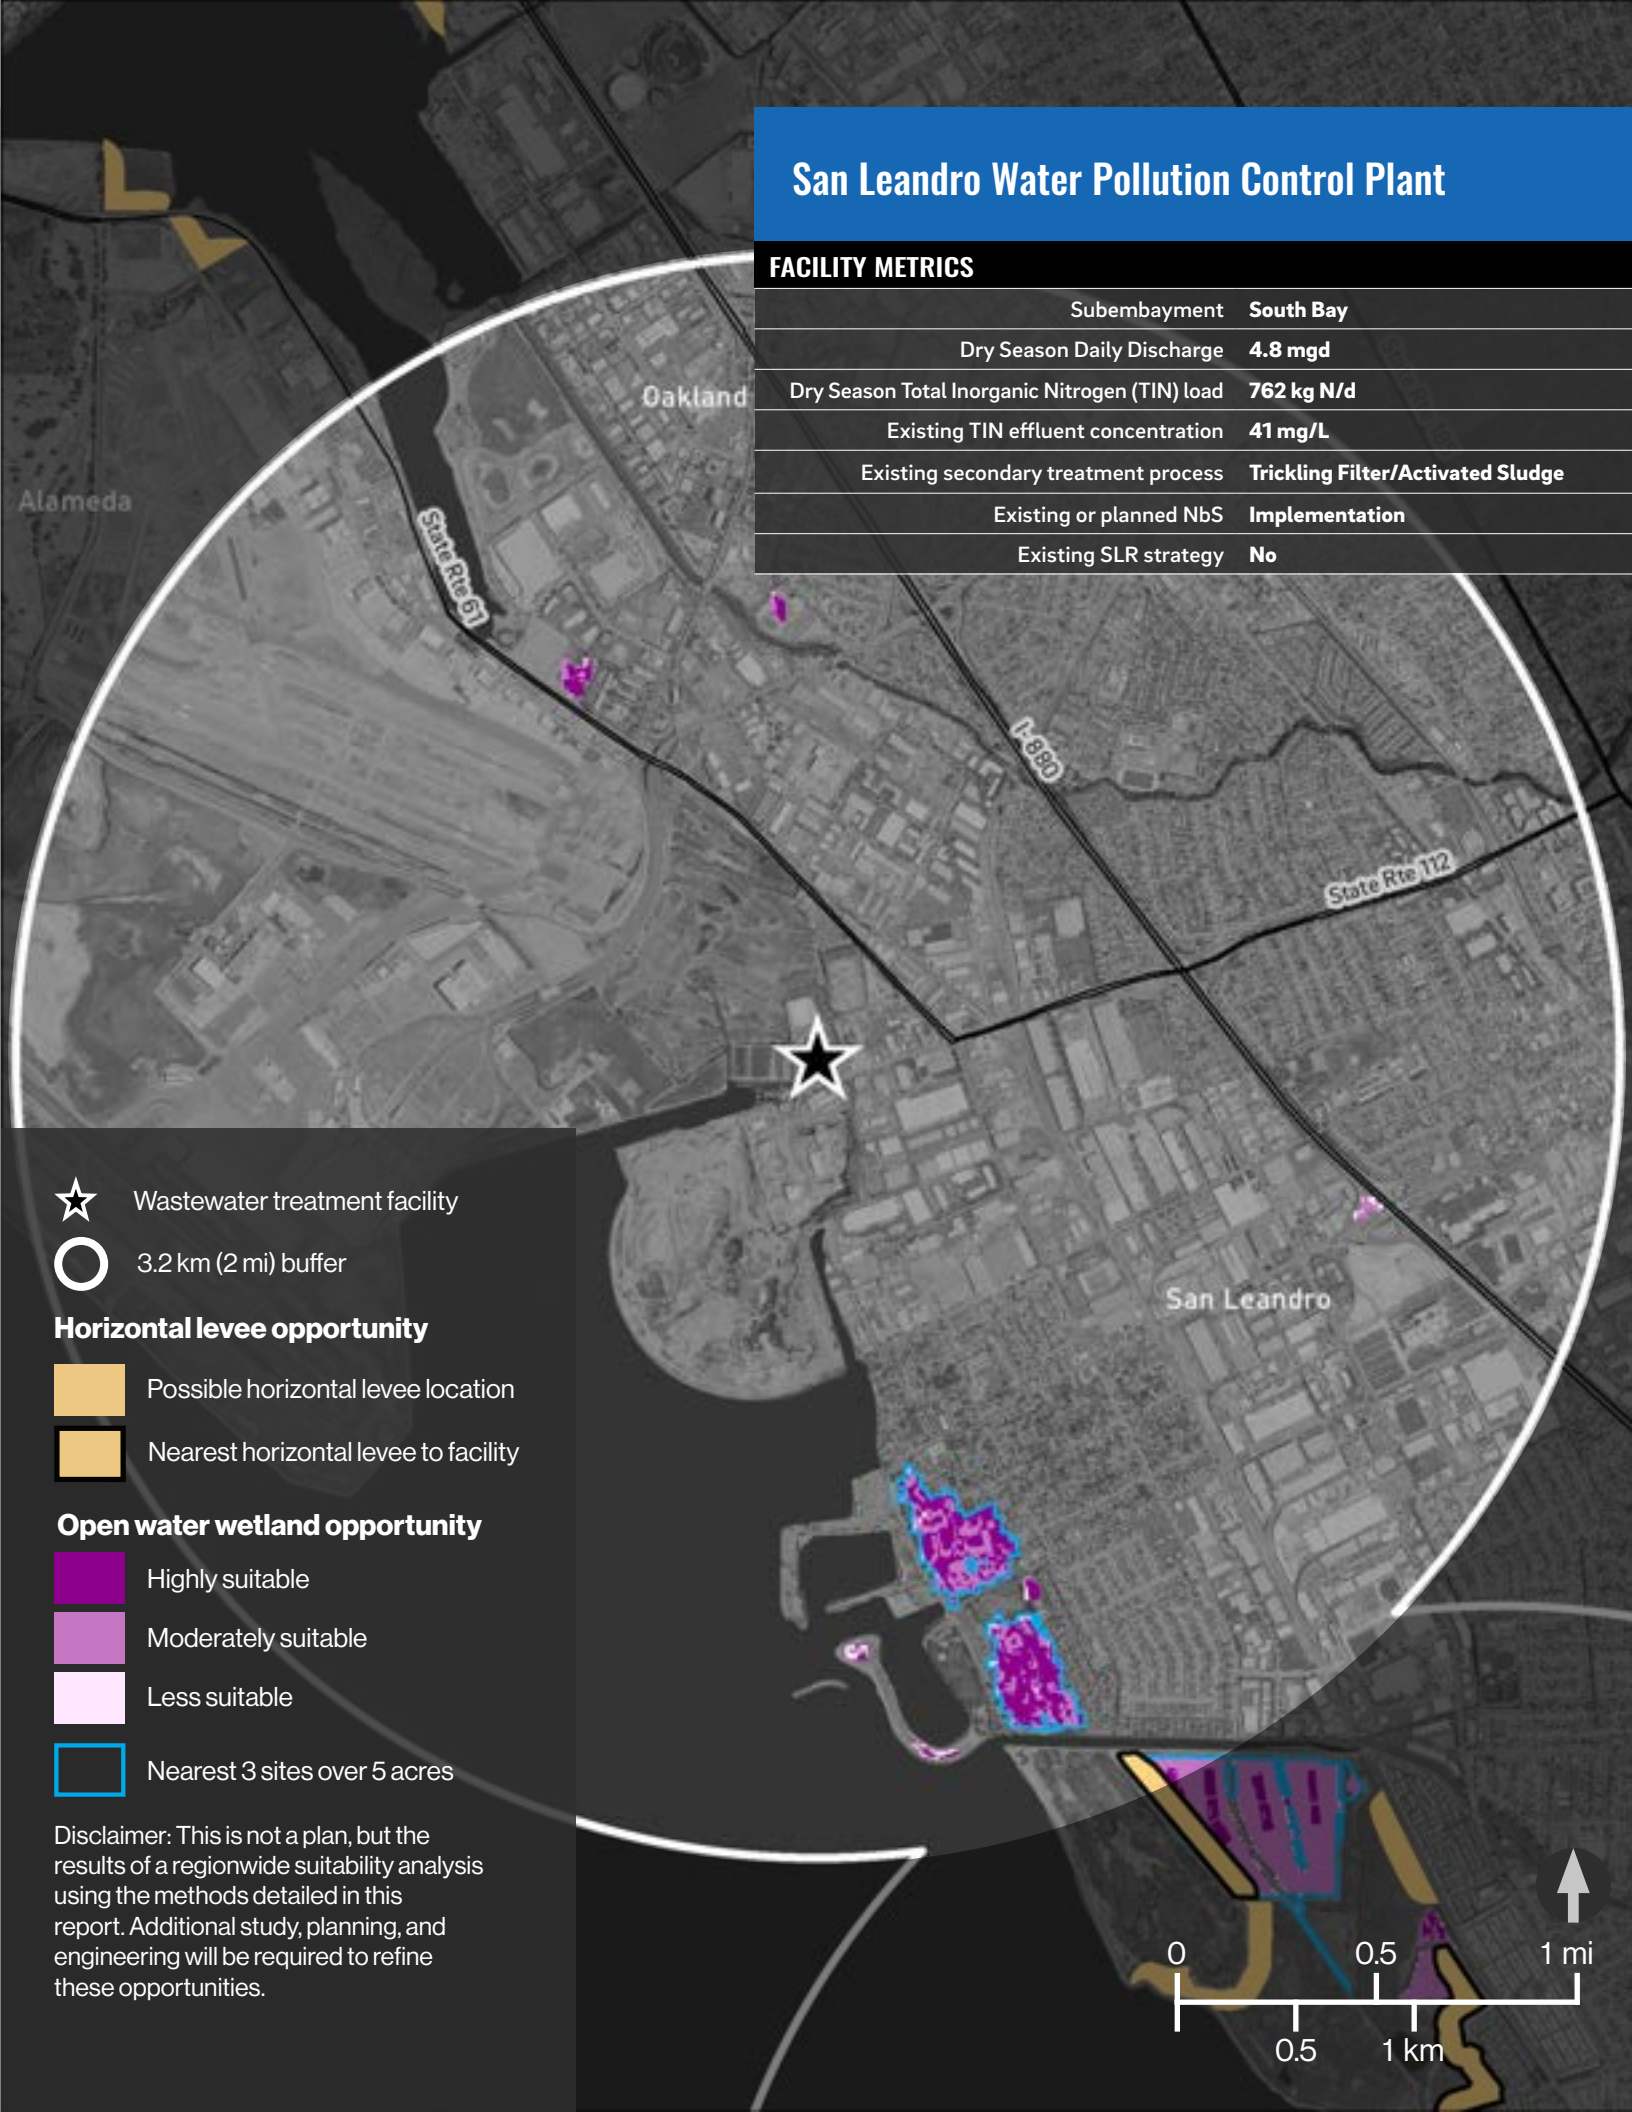 San Leandro Water Pollution Control Plant
FACILITY METRICS
Subembayment South Bay
Dry Season Daily Discharge 4.8 mgd
Dry Season Total Inorganic Nitrogen (TIN) load 762 kg N/d
Existing TIN effluent concentration 41 mg/L
Existing secondary treatment process Trickling Filter/Activated Sludge
Existing or planned NbS Implementation
Existing SLR strategy No
Oakland
Alameda
State Rte 61
I-880
State Rte 112
San Leandro
Wastewater treatment facility
3.2 km (2 mi) buffer
Horizontal levee opportunity
Possible horizontal levee location
Nearest horizontal levee to facility
Open water wetland opportunity
Highly suitable
Moderately suitable
Less suitable
Nearest 3 sites over 5 acres
Disclaimer: This is not a plan, but the
results of a regionwide suitability analysis
using the methods detailed in this
report. Additional study, planning, and
engineering will be required to refine
these opportunities.
0 0.5 1 mi
0.5 1 km